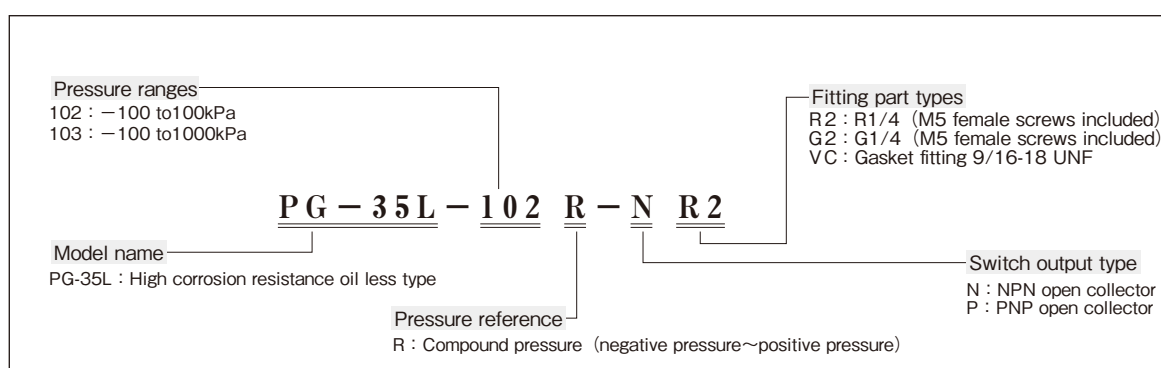 Pressure ranges
102：－100 to100kPa
103：－100 to1000kPa
Fitting part types
R2：R1/4（M5 female screws included）
G2：G1/4（M5 female screws included）
VC：Gasket fitting 9/16-18 UNF
PG－35L－102 R－N R2
Model name
PG-35L：High corrosion resistance oil less type
Switch output type
N：NPN open collector
P：PNP open collector
Pressure reference
R：Compound pressure（negative pressure～positive pressure）